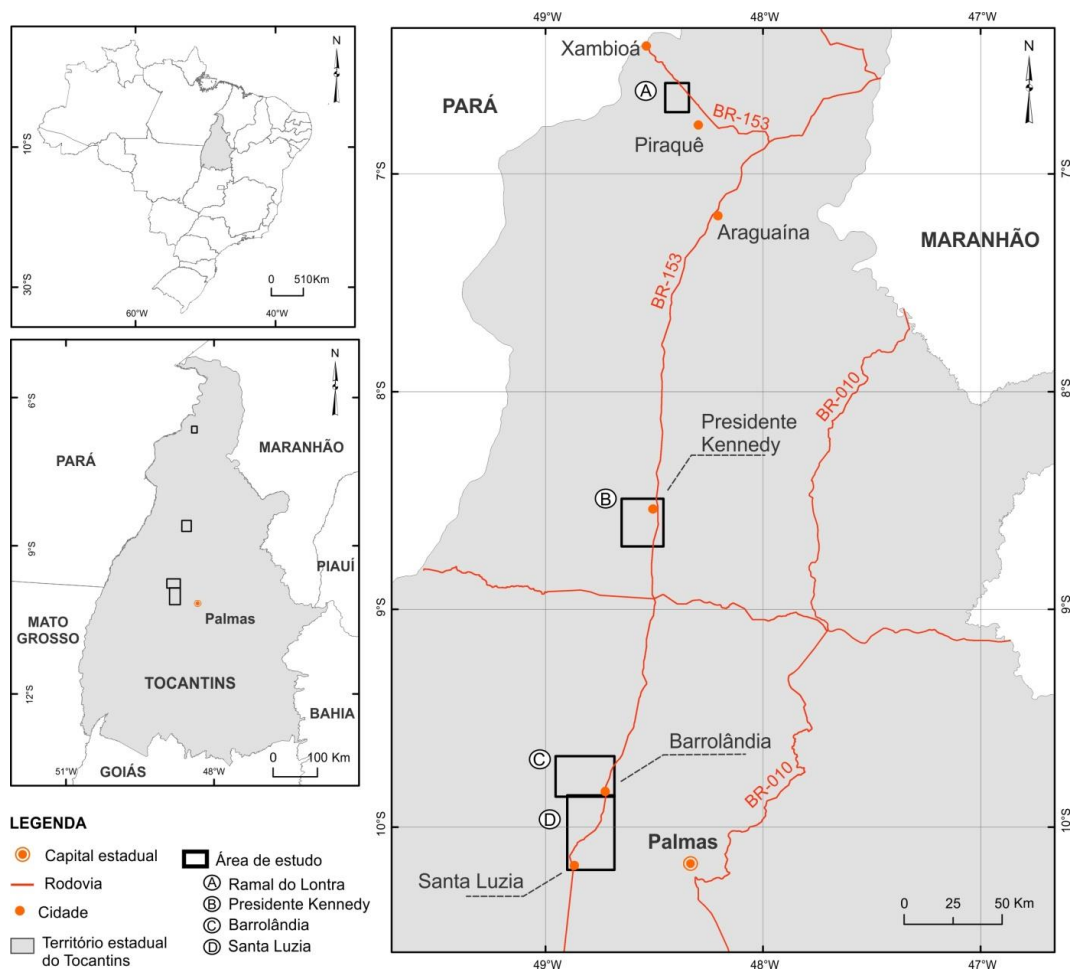 N
10°S
30°S
0 510Km
60°W
40°W
N
6°S
PARÁ
MARANHÃO
9°S
PIAUÍ
Palmas
MATO
GROSSO
TOCANTINS
12°S
BAHIA
0 100 Km
51°W
GOIÁS
48°W
LEGENDA
Capital estadual
Rodovia
Cidade
Território estadual
do Tocantins
Área de estudo
A Ramal do Lontra
B Presidente Kennedy
C Barrolândia
D Santa Luzia
49°W
48°W
47°W
Xambioá
N
PARÁ
A
BR-153
Piraquê
7°S
7°S
Araguaína
MARANHÃO
BR-153
8°S
8°S
BR-010
Presidente
Kennedy
B
9°S
9°S
Barrolândia
C
BR-010
D
10°S
10°S
Palmas
Santa Luzia
0 25 50 Km
49°W
48°W
47°W